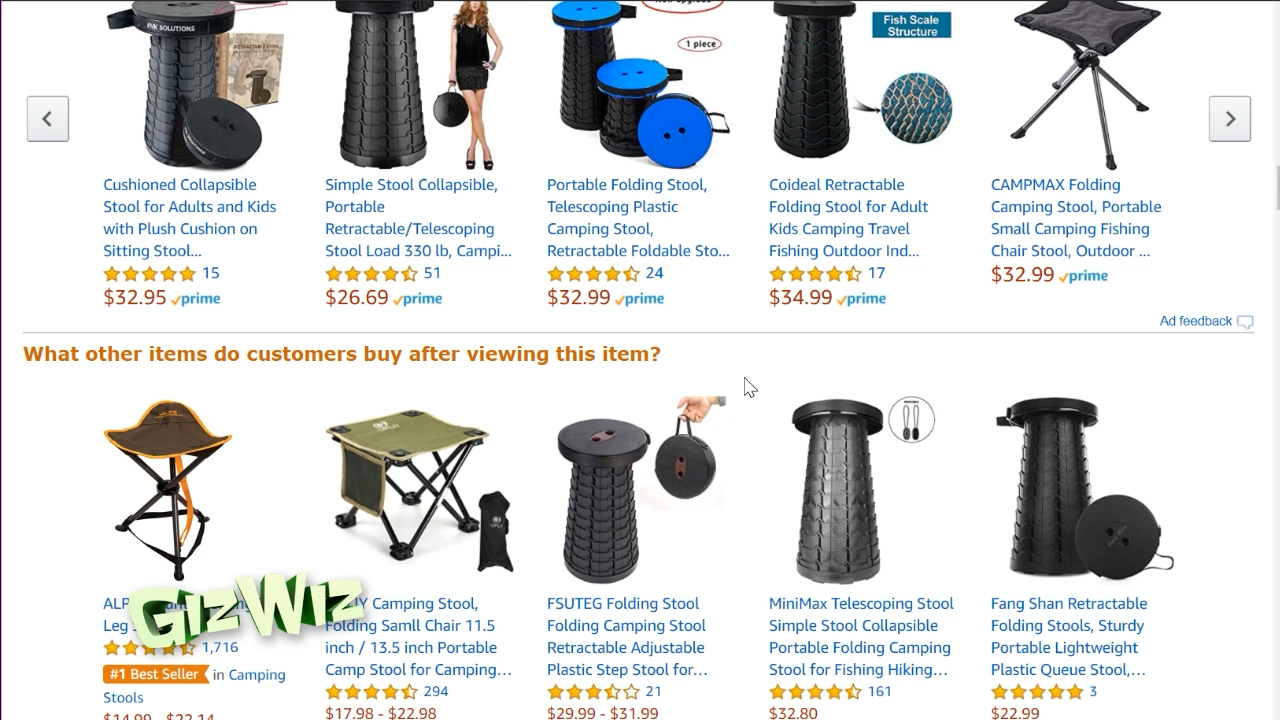 PNK SOLUTIONS
1 piece
Fish Scale
Structure
Cushioned Collapsible
Stool for Adults and Kids
with Plush Cushion on
Sitting Stool...
15
$32.95 prime
Simple Stool Collapsible,
Portable
Retractable/Telescoping
Stool Load 330 lb, Campi...
51
$26.69 prime
Portable Folding Stool,
Telescoping Plastic
Camping Stool,
Retractable Foldable Sto...
24
$32.99 prime
Coideal Retractable
Folding Stool for Adult
Kids Camping Travel
Fishing Outdoor Ind...
17
$34.99 prime
CAMPMAX Folding
Camping Stool, Portable
Small Camping Fishing
Chair Stool, Outdoor ...
$32.99 prime
Ad feedback
What other items do customers buy after viewing this item?
ALP
Leg
1,716
#1 Best Seller in Camping
Stools
$14.99 - $22.14
GIZWIZ
Camping Stool,
Folding Samll Chair 11.5
inch / 13.5 inch Portable
Camp Stool for Camping...
294
$17.98 - $22.98
FSUTEG Folding Stool
Folding Camping Stool
Retractable Adjustable
Plastic Step Stool for...
21
$29.99 - $31.99
MiniMax Telescoping Stool
Simple Stool Collapsible
Portable Folding Camping
Stool for Fishing Hiking...
161
$32.80
Fang Shan Retractable
Folding Stools, Sturdy
Portable Lightweight
Plastic Queue Stool,...
3
$22.99